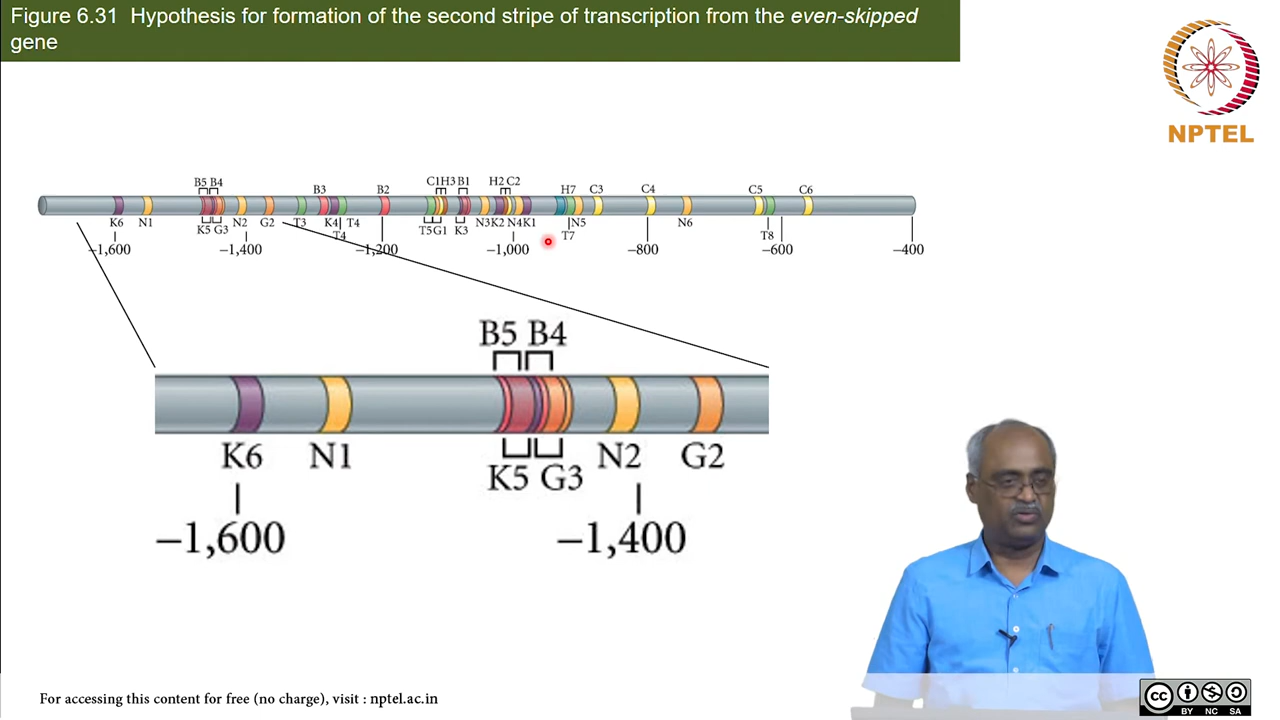 Figure 6.31 Hypothesis for formation of the second stripe of transcription from the even-skipped
gene
NPTEL
B5 B4 B3 B2 C1 H3 B1 H2 C2 H7 C3 C4 C5 C6
K6 N1 K5 G3 N2 G2 T3 K4 T4 T4 T5 G1 K3 N3 K2 N4 K1 T7 N5 N6 T8
−1,600 −1,400 −1,200 −1,000 −800 −600 −400
B5 B4
K6 N1 K5 G3 N2 G2
−1,600 −1,400
For accessing this content for free (no charge), visit : nptel.ac.in
CC BY NC SA